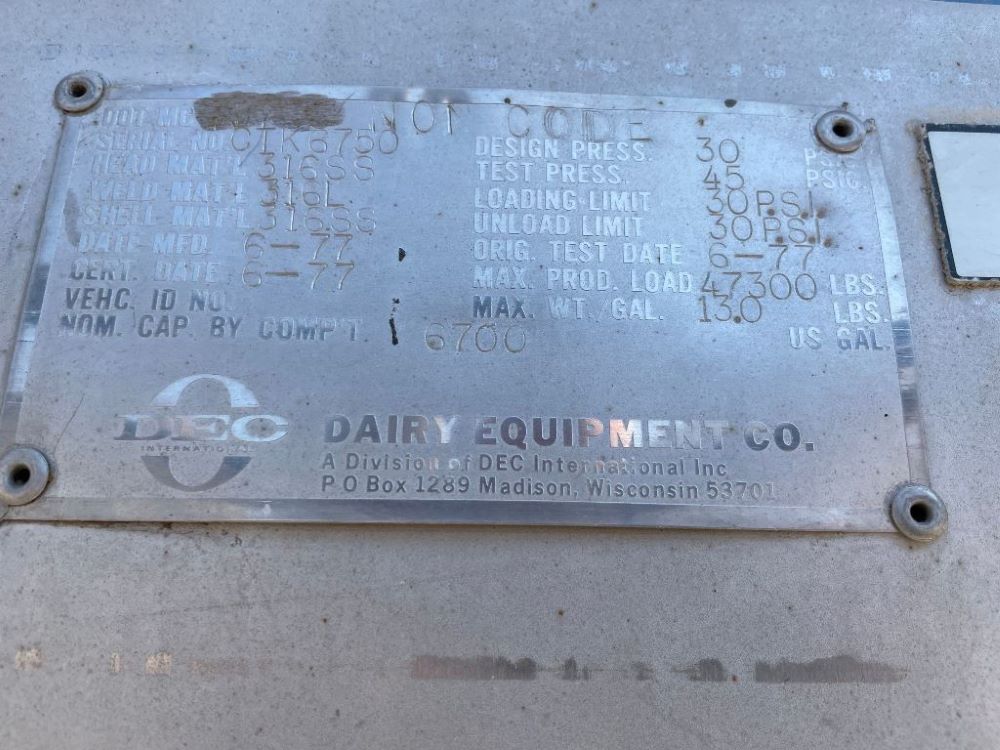 DOT MC NON CODE
SERIAL NO. CTK6750
HEAD MAT'L 316SS
WELD MAT'L 316L
SHELL MAT'L 316SS
DATE MFD. 6-77
CERT. DATE 6-77
VEHC. ID NO.
NOM. CAP. BY COMP'T. 1 6700 US GAL.
DESIGN PRESS. 30 PSIG.
TEST PRESS. 45 PSIG.
LOADING LIMIT 30 P.S.I.
UNLOAD LIMIT 30 P.S.I.
ORIG. TEST DATE 6-77
MAX. PROD. LOAD 47300 LBS.
MAX. WT./GAL. 13.0 LBS.
DEC
INTERNATIONAL
DAIRY EQUIPMENT CO.
A Division of DEC International Inc
P O Box 1289 Madison, Wisconsin 53701